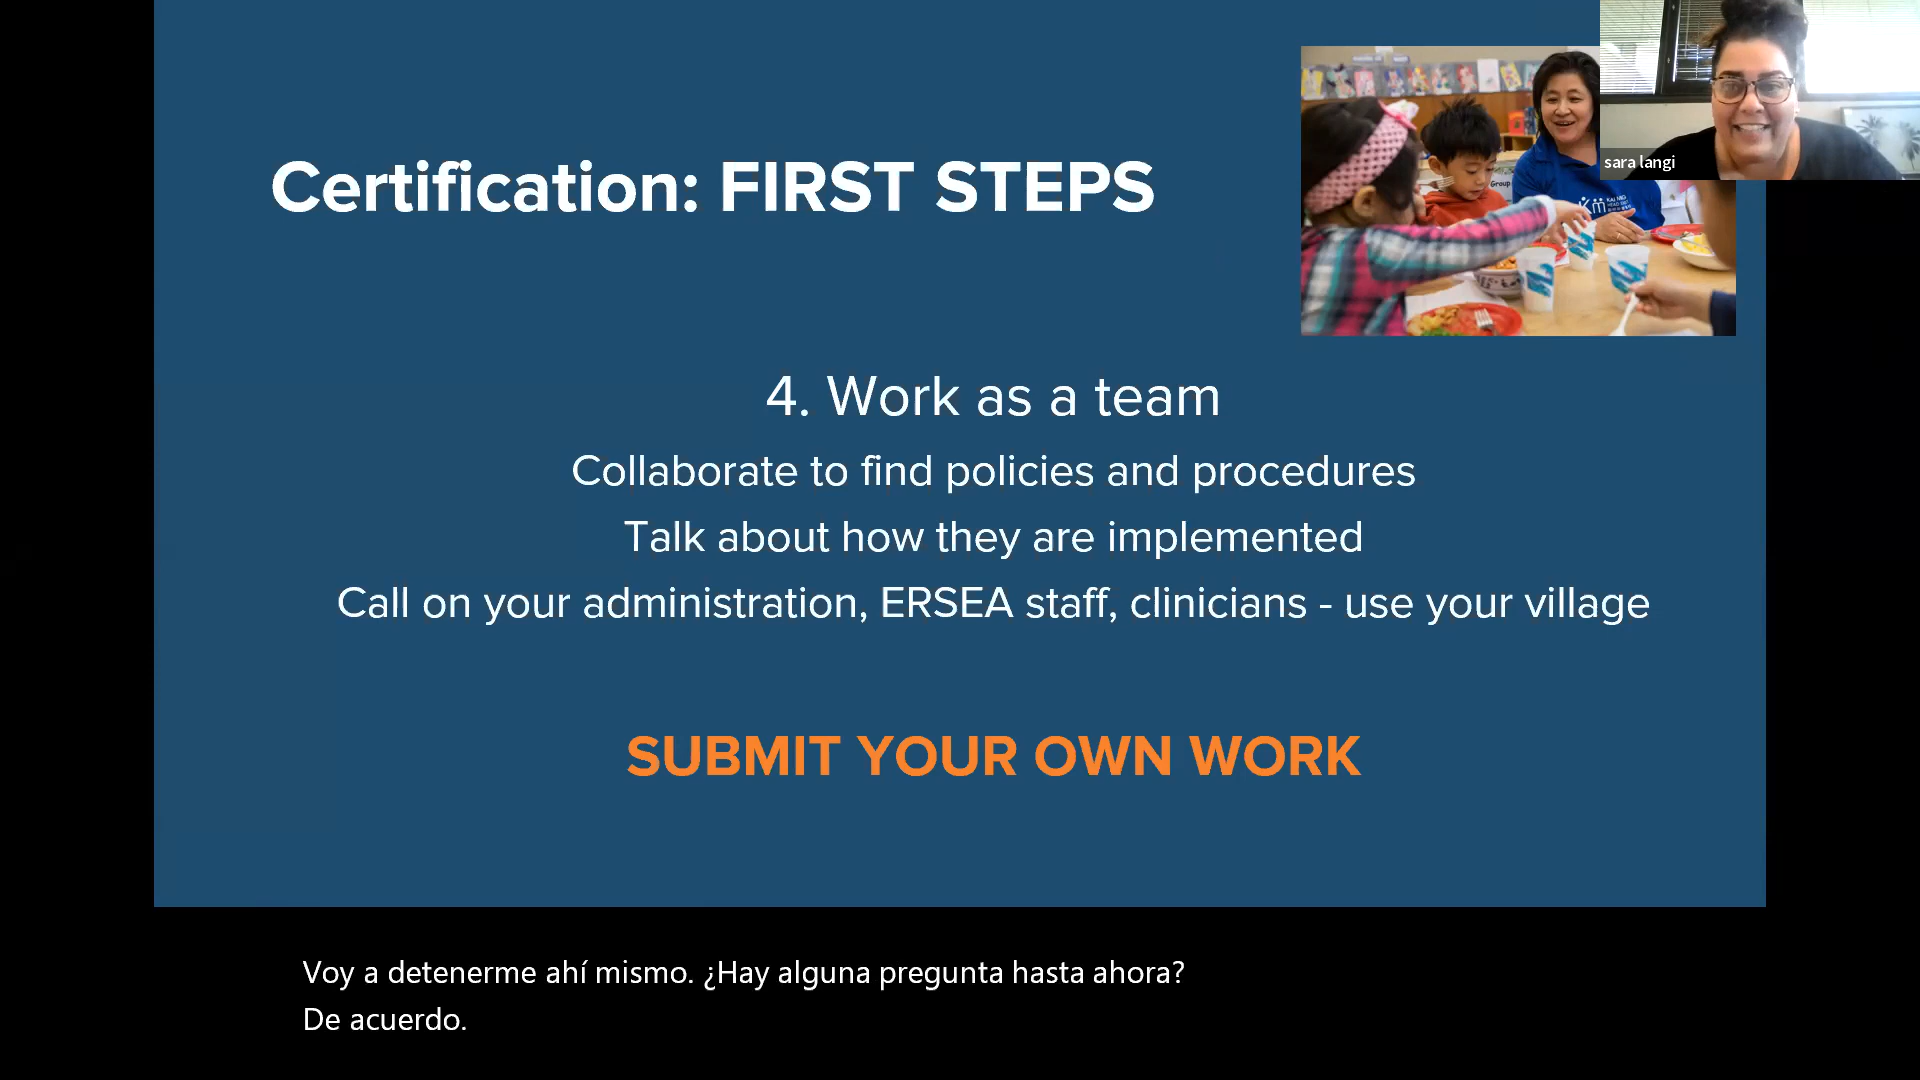 Certification: FIRST STEPS
sara langi
Group
4. Work as a team
Collaborate to find policies and procedures
Talk about how they are implemented
Call on your administration, ERSEA staff, clinicians - use your village
SUBMIT YOUR OWN WORK
Voy a detenerme ahí mismo. ¿Hay alguna pregunta hasta ahora?
De acuerdo.